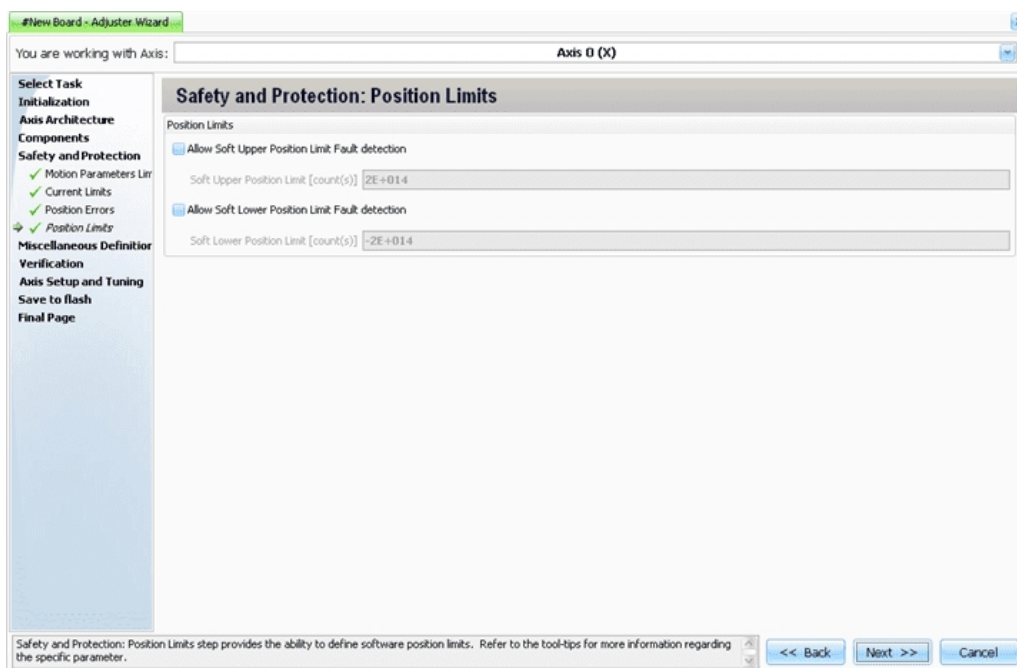 #New Board - Adjuster Wizard
You are working with Axis:
Axis 0 (X)
Select Task
Initialization
Axis Architecture
Components
Safety and Protection
Motion Parameters Lim
Current Limits
Position Errors
Position Limits
Miscellaneous Definition
Verification
Axis Setup and Tuning
Save to flash
Final Page
Safety and Protection: Position Limits
Position Limits
Allow Soft Upper Position Limit Fault detection
Soft Upper Position Limit [count(s)] 2E+014
Allow Soft Lower Position Limit Fault detection
Soft Lower Position Limit [count(s)] -2E+014
Safety and Protection: Position Limits step provides the ability to define software position limits. Refer to the tool-tips for more information regarding
the specific parameter.
<< Back
Next >>
Cancel